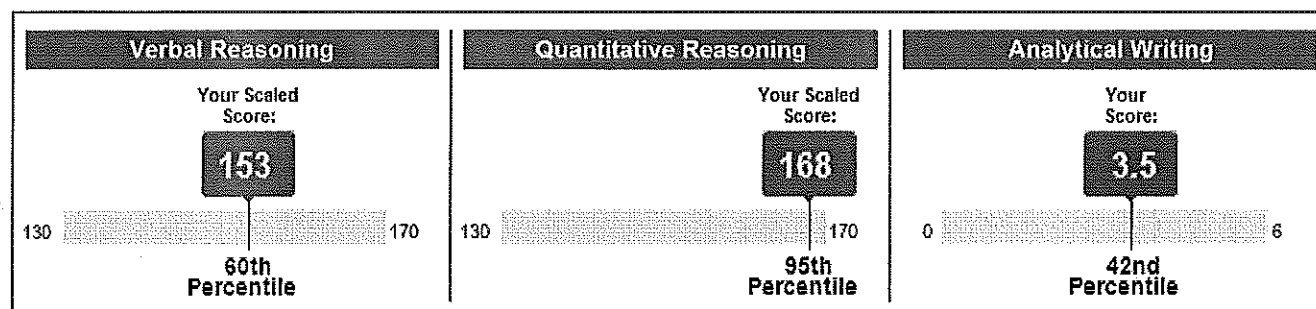 Verbal Reasoning
Your Scaled
Score:
153
130
170
60th
Percentile
Quantitative Reasoning
Your Scaled
Score:
168
130
170
95th
Percentile
Analytical Writing
Your
Score:
3.5
0
6
42nd
Percentile